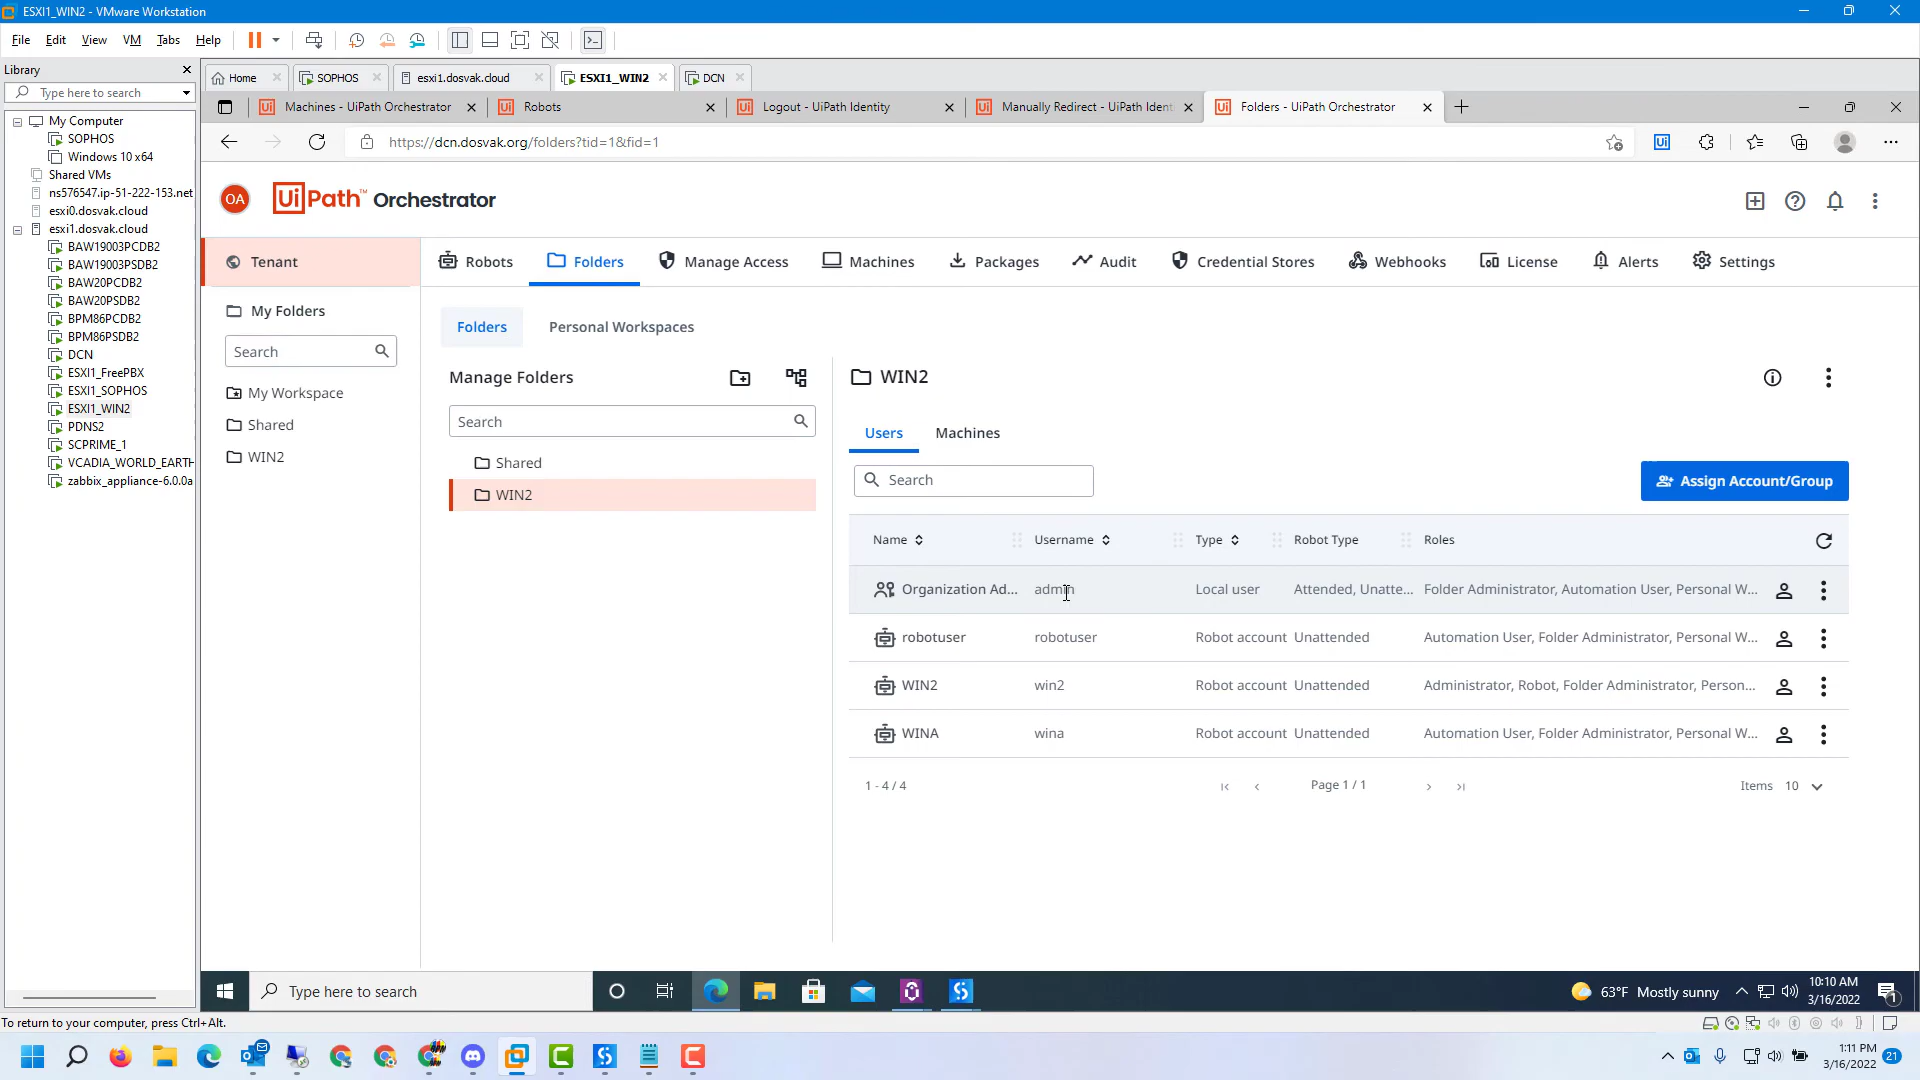 ESXI1_WIN2 - VMware Workstation
File Edit View VM Tabs Help
Library
Type here to search
My Computer
SOPHOS
Windows 10 x64
Shared VMs
ns576547.ip-51-222-153.net
esxi0.dosvak.cloud
esxi1.dosvak.cloud
BAW19003PCDB2
BAW19003PSDB2
BAW20PCDB2
BAW20PSDB2
BPM86PCDB2
BPM86PSDB2
DCN
ESXI1_FreePBX
ESXI1_SOPHOS
ESXI1_WIN2
PDNS2
SCPRIME_1
VCADIA_WORLD_EARTH
zabbix_appliance-6.0.0a
Home SOPHOS esxi1.dosvak.cloud ESXI1_WIN2 DCN
Machines - UiPath Orchestrator Robots Logout - UiPath Identity Manually Redirect - UiPath Ident Folders - UiPath Orchestrator
https://dcn.dosvak.org/folders?tid=1&fid=1
OA UiPath™ Orchestrator
Tenant
My Folders
Search
My Workspace
Shared
WIN2
Robots Folders Manage Access Machines Packages Audit Credential Stores Webhooks License Alerts Settings
Folders Personal Workspaces
Manage Folders
Search
Shared
WIN2
WIN2
Users Machines
Search
Assign Account/Group
Name Username Type Robot Type Roles
Organization Ad... admin Local user Attended, Unatte... Folder Administrator, Automation User, Personal W...
robotuser robotuser Robot account Unattended Automation User, Folder Administrator, Personal W...
WIN2 win2 Robot account Unattended Administrator, Robot, Folder Administrator, Person...
WINA wina Robot account Unattended Automation User, Folder Administrator, Personal W...
1 - 4 / 4 Page 1 / 1 Items 10
Type here to search
63°F Mostly sunny
10:10 AM
3/16/2022
1
To return to your computer, press Ctrl+Alt.
1:11 PM
3/16/2022
21